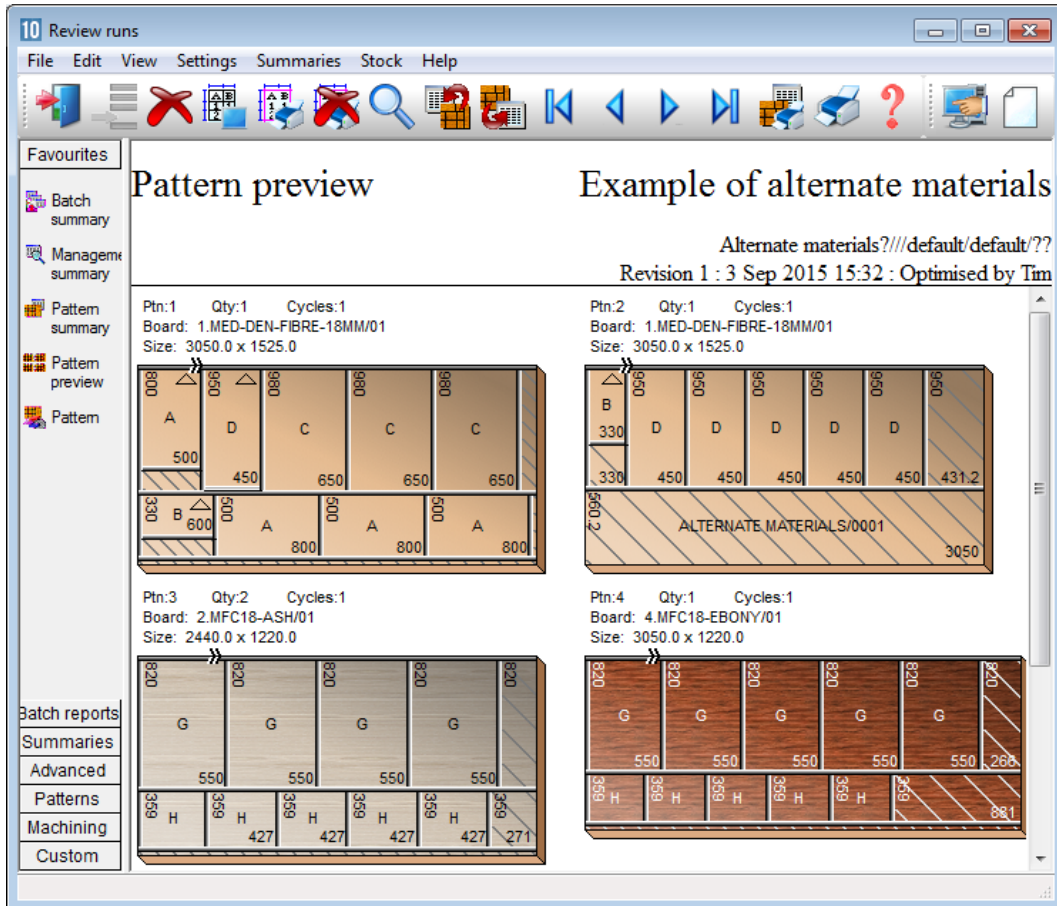 10 Review runs
File Edit View Settings Summaries Stock Help
Favourites
Batch
summary
Manageme
summary
Pattern
summary
Pattern
preview
Pattern
Batch reports
Summaries
Advanced
Patterns
Machining
Custom
Pattern preview Example of alternate materials
Alternate materials?///default/default/??
Revision 1 : 3 Sep 2015 15:32 : Optimised by Tim
Ptn:1 Qty:1 Cycles:1
Board: 1.MED-DEN-FIBRE-18MM/01
Size: 3050.0 x 1525.0
800 950 980 980 980
A D C C C
500 450 650 650 650
330 B 600 500 A 800 500 A 800 500 A 800
Ptn:2 Qty:1 Cycles:1
Board: 1.MED-DEN-FIBRE-18MM/01
Size: 3050.0 x 1525.0
950 950 950 950 950 950
B D D D D D
330
330 450 450 450 450 450 431.2
560.2 ALTERNATE MATERIALS/0001
3050
Ptn:3 Qty:2 Cycles:1
Board: 2.MFC18-ASH/01
Size: 2440.0 x 1220.0
820 820 820 820 820
G G G G
550 550 550 550
359 H 359 H 359 H 359 H 359 H 359
427 427 427 427 271
Ptn:4 Qty:1 Cycles:1
Board: 4.MFC18-EBONY/01
Size: 3050.0 x 1220.0
820 820 820 820 820 820
G G G G G
550 550 550 550 550 266
359 H 359 H 359 H 359 H 359 H 359
881